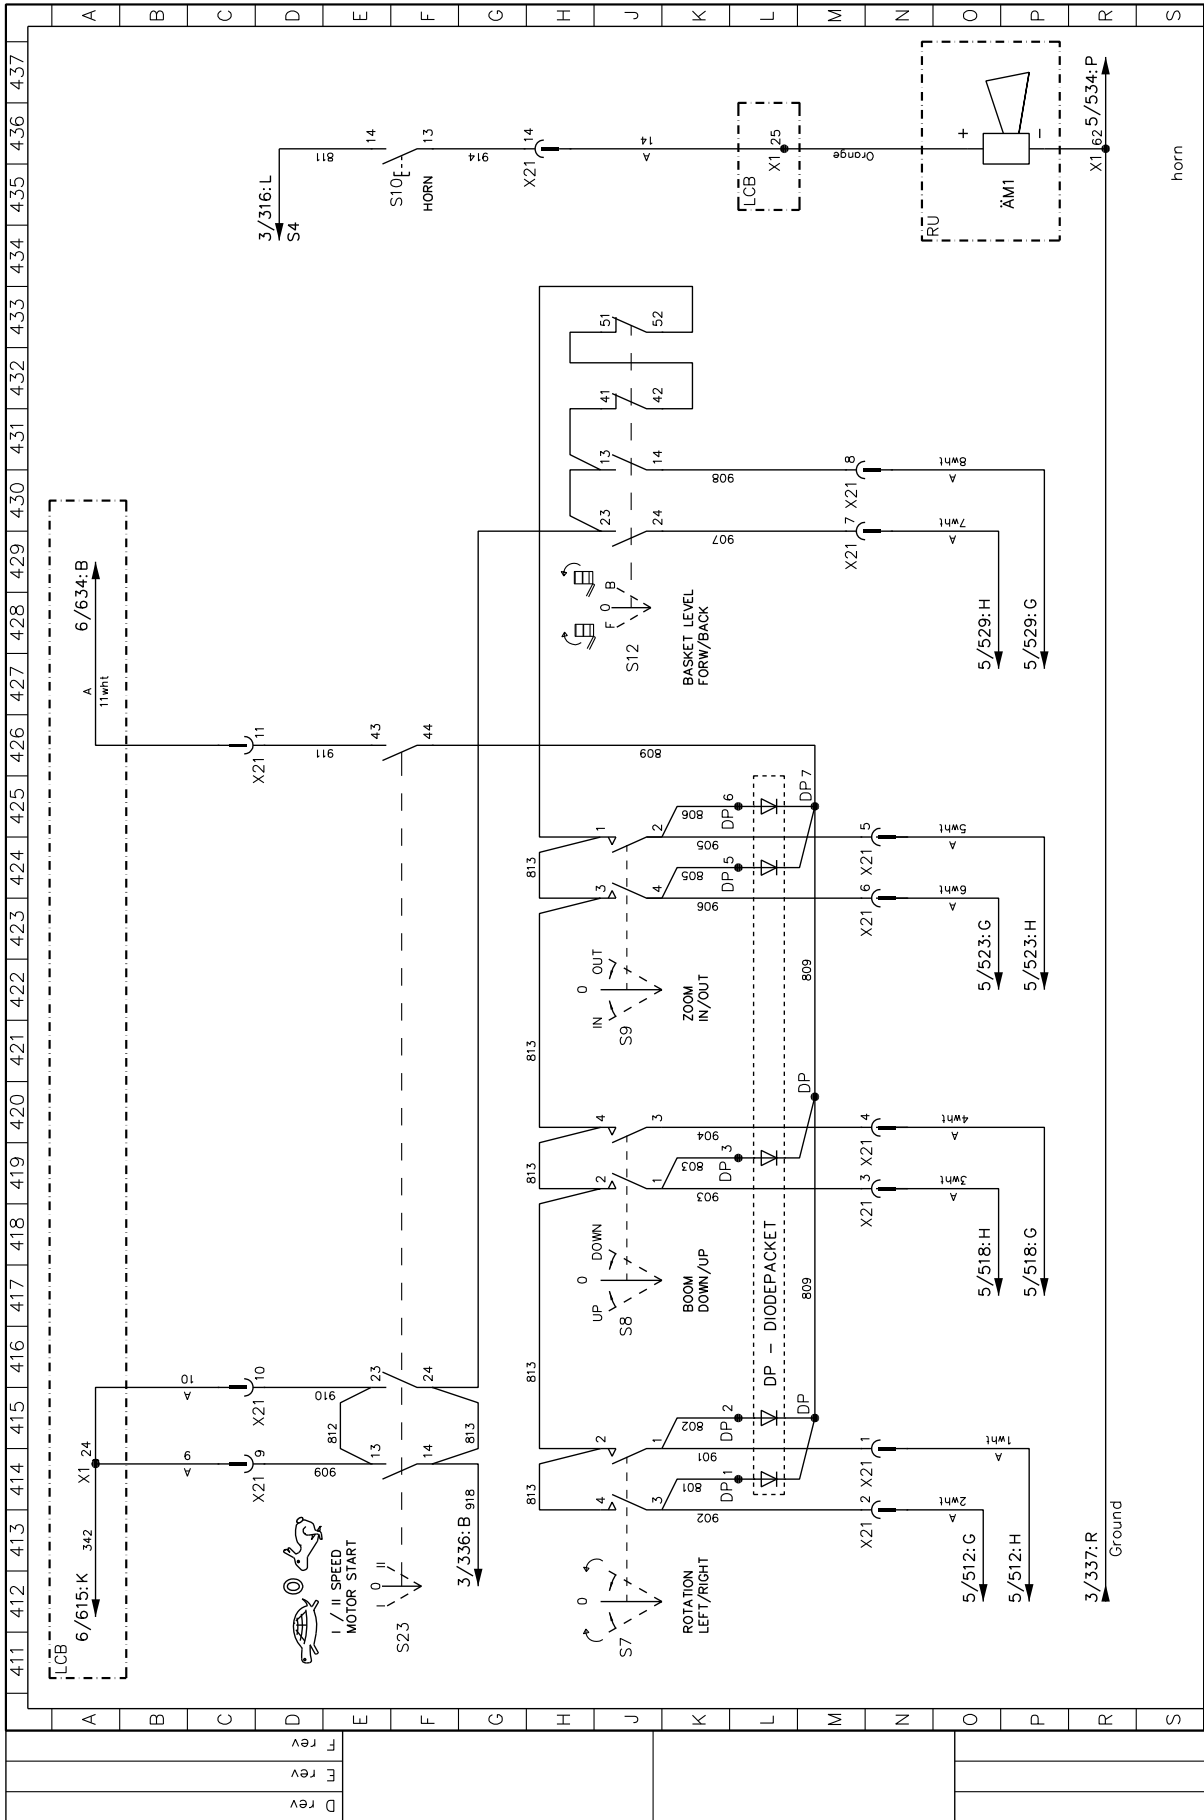 A B C D E F G H J K L M N O P R S
437
436
435
434
433
432
431
430
429
428
427
426
425
424
423
422
421
420
419
418
417
416
415
414
413
412
411
A B C D E F G H J K L M N O P R S
LCB
6/615:K
342
X1 24
A
9
A
10
X21 9
X21 10
909
910
812
13
23
14
24
813
3/336:B
918
I / II SPEED
MOTOR START
I 0 II
S23
6/634:B
A
11wht
X21 11
911
43
44
809
3/316:L
S4
811
14
S10
13
HORN
914
X21 14
A
14
LCB
X1 25
Orange
RU
+
-
ÄM1
X1 62
5/534:P
horn
0
S7
ROTATION
LEFT/RIGHT
813
4
2
3
1
801
802
901
902
DP 1
DP 2
DP
X21 2
X21 1
2wht
A
1wht
A
5/512:G
5/512:H
DP - DIODEPACKET
813
UP 0 DOWN
S8
BOOM
DOWN/UP
813
2
4
1
3
803
903
904
DP 3
DP
809
X21 3
X21 4
3wht
A
4wht
A
5/518:H
5/518:G
813
IN 0 OUT
S9
ZOOM
IN/OUT
813
3
1
4
2
805
806
905
906
DP 5
DP 6
DP 7
809
X21 6
X21 5
6wht
A
5wht
A
5/523:G
5/523:H
F 0 B
S12
BASKET LEVEL
FORW/BACK
23
13
41
51
24
14
42
52
907
908
X21 7
X21 8
7wht
A
8wht
A
5/529:H
5/529:G
3/337:R
Ground
F rev
E rev
D rev